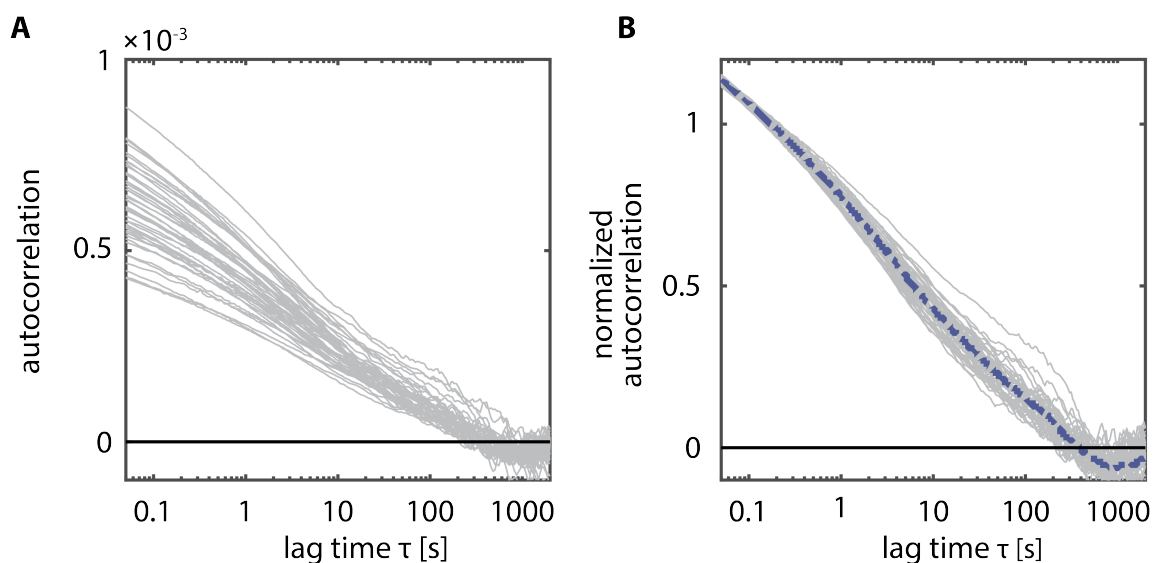 A
×10-3
1
0.5
0
autocorrelation
0.1 1 10 100 1000
lag time τ [s]
B
1
0.5
0
normalized
autocorrelation
0.1 1 10 100 1000
lag time τ [s]